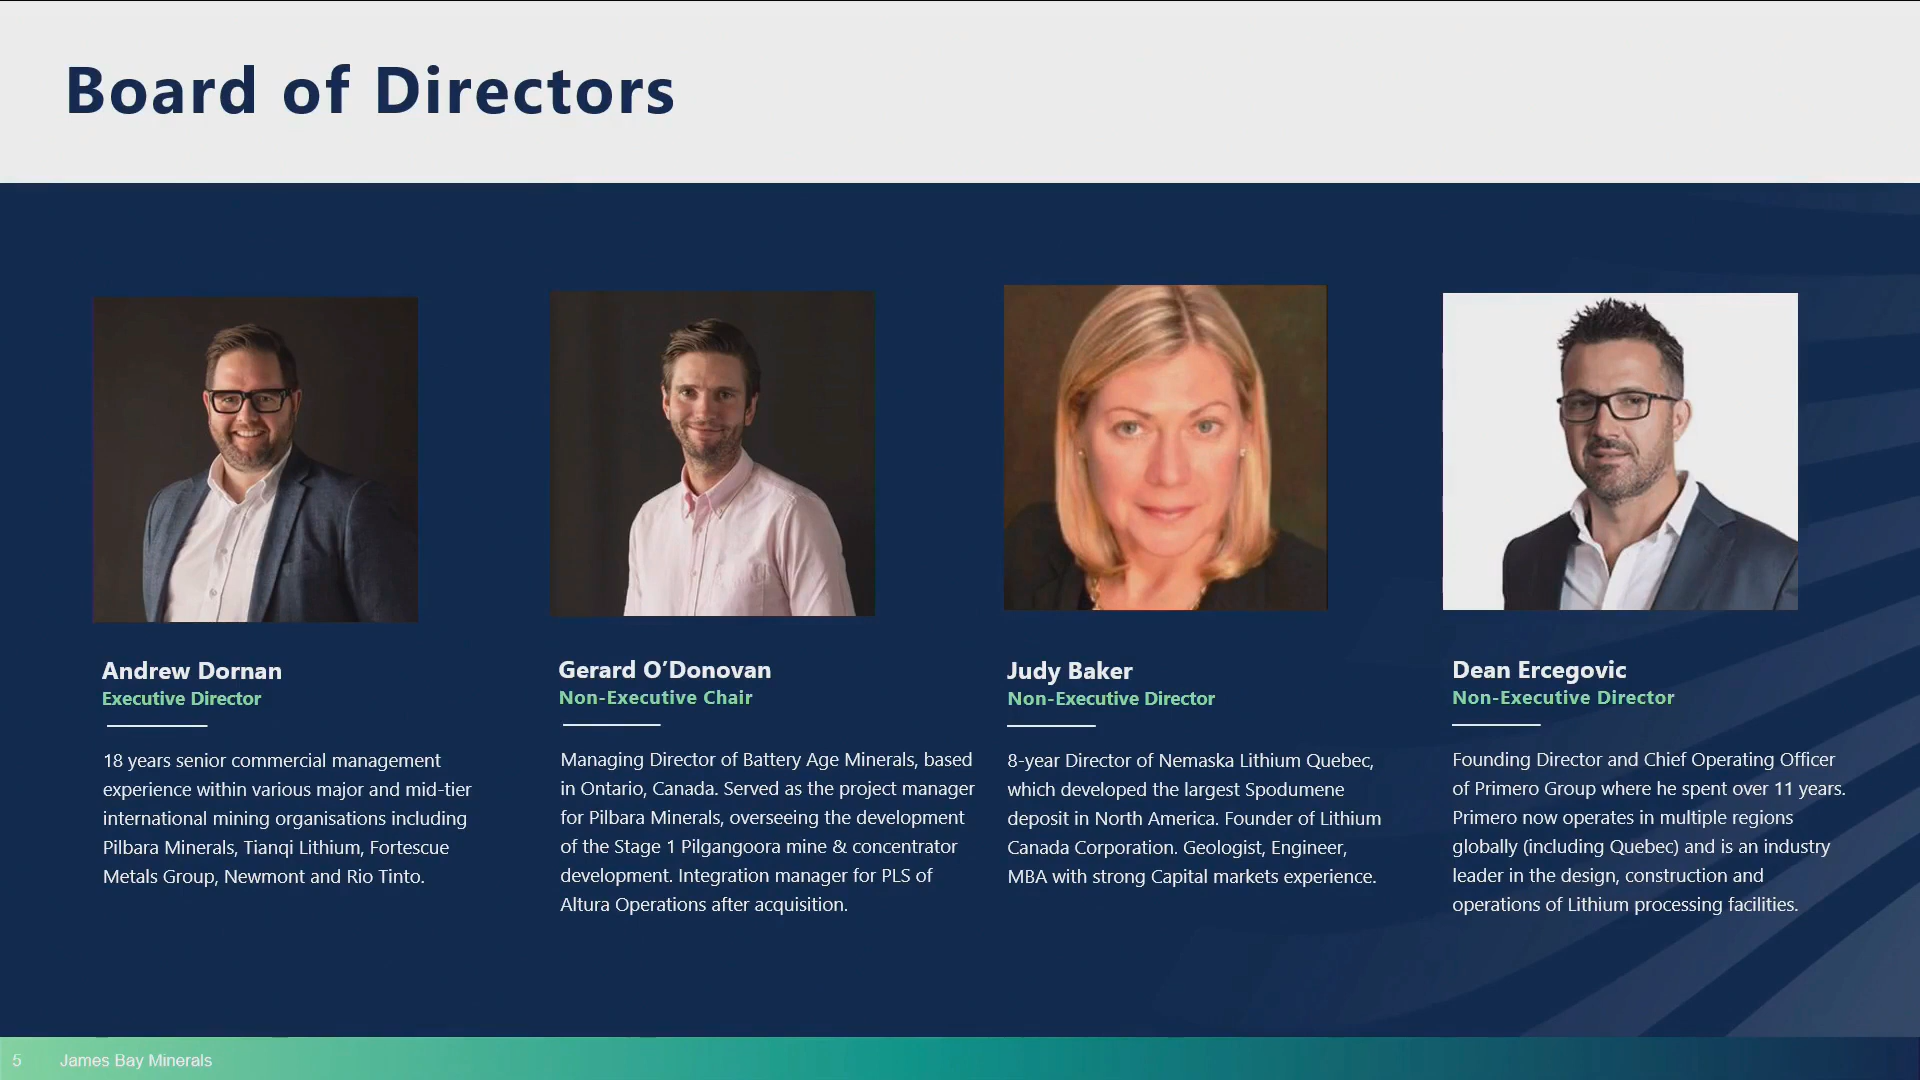 Board of Directors
Andrew Dornan
Executive Director
18 years senior commercial management
experience within various major and mid-tier
international mining organisations including
Pilbara Minerals, Tianqi Lithium, Fortescue
Metals Group, Newmont and Rio Tinto.
Gerard O’Donovan
Non-Executive Chair
Managing Director of Battery Age Minerals, based
in Ontario, Canada. Served as the project manager
for Pilbara Minerals, overseeing the development
of the Stage 1 Pilgangoora mine & concentrator
development. Integration manager for PLS of
Altura Operations after acquisition.
Judy Baker
Non-Executive Director
8-year Director of Nemaska Lithium Quebec,
which developed the largest Spodumene
deposit in North America. Founder of Lithium
Canada Corporation. Geologist, Engineer,
MBA with strong Capital markets experience.
Dean Ercegovic
Non-Executive Director
Founding Director and Chief Operating Officer
of Primero Group where he spent over 11 years.
Primero now operates in multiple regions
globally (including Quebec) and is an industry
leader in the design, construction and
operations of Lithium processing facilities.
5 James Bay Minerals